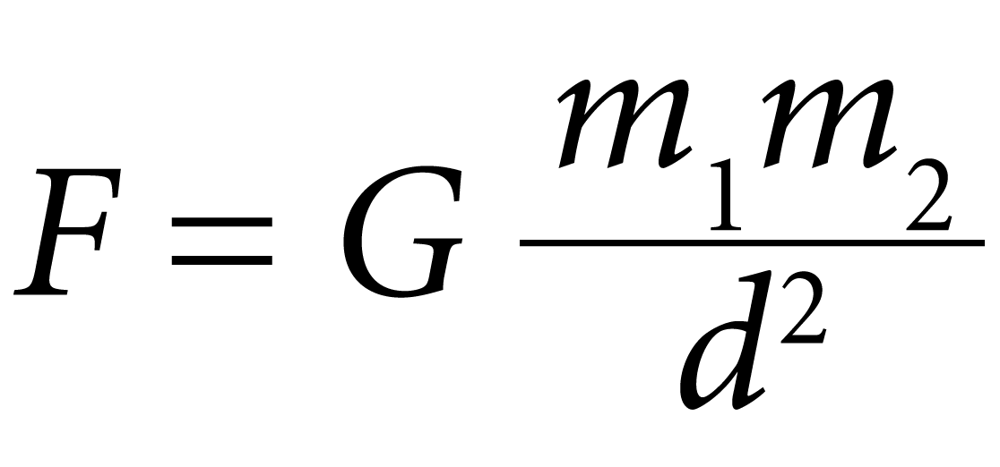 F = G m₁m₂ / d²